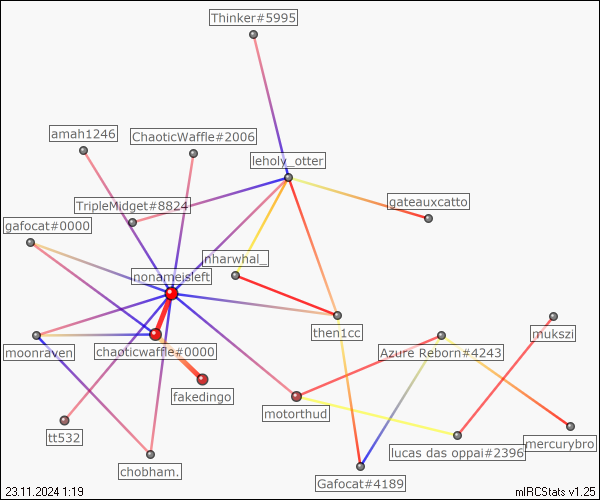 Thinker#5995
amah1246
ChaoticWaffle#2006
leholy_otter
TripleMidget#8824
gateauxcatto
gafocat#0000
nharwhal_
nonameisleft
then1cc
mukszi
moonraven
chaoticwaffle#0000
Azure Reborn#4243
fakedingo
motorthud
tt532
lucas das oppai#2396
mercurybro
chobham.
Gafocat#4189
23.11.2024 1:19
mIRCStats v1.25